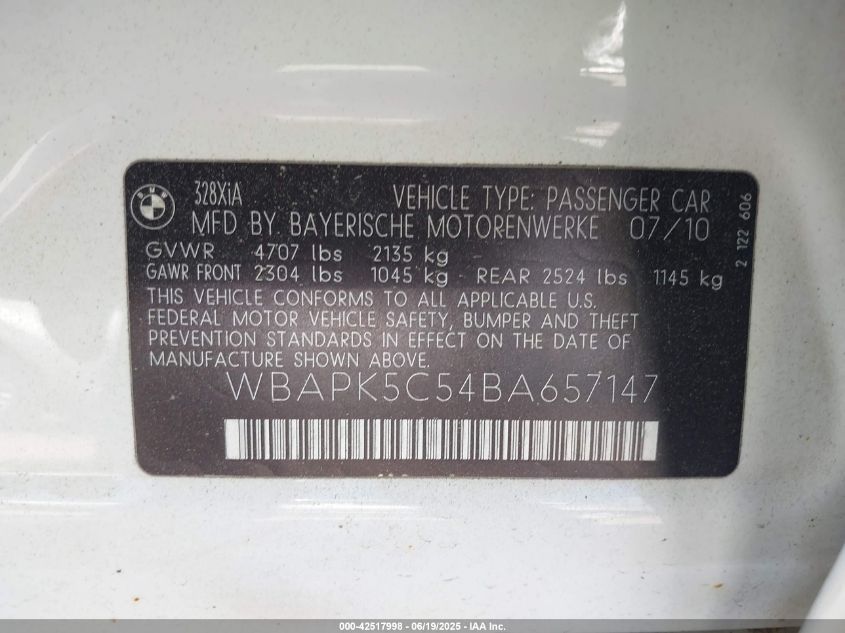 BMW
328XiA VEHICLE TYPE: PASSENGER CAR
MFD BY BAYERISCHE MOTORENWERKE 07/10
GVWR 4707 lbs 2135 kg -
GAWR FRONT 2304 lbs 1045 kg - REAR 2524 lbs 1145 kg
THIS VEHICLE CONFORMS TO ALL APPLICABLE U.S.
FEDERAL MOTOR VEHICLE SAFETY, BUMPER AND THEFT
PREVENTION STANDARDS IN EFFECT ON THE DATE OF
MANUFACTURE SHOWN ABOVE.
WBAPK5C54BA657147
2 122 606
000-42517998 - 06/19/2025 - IAA Inc.